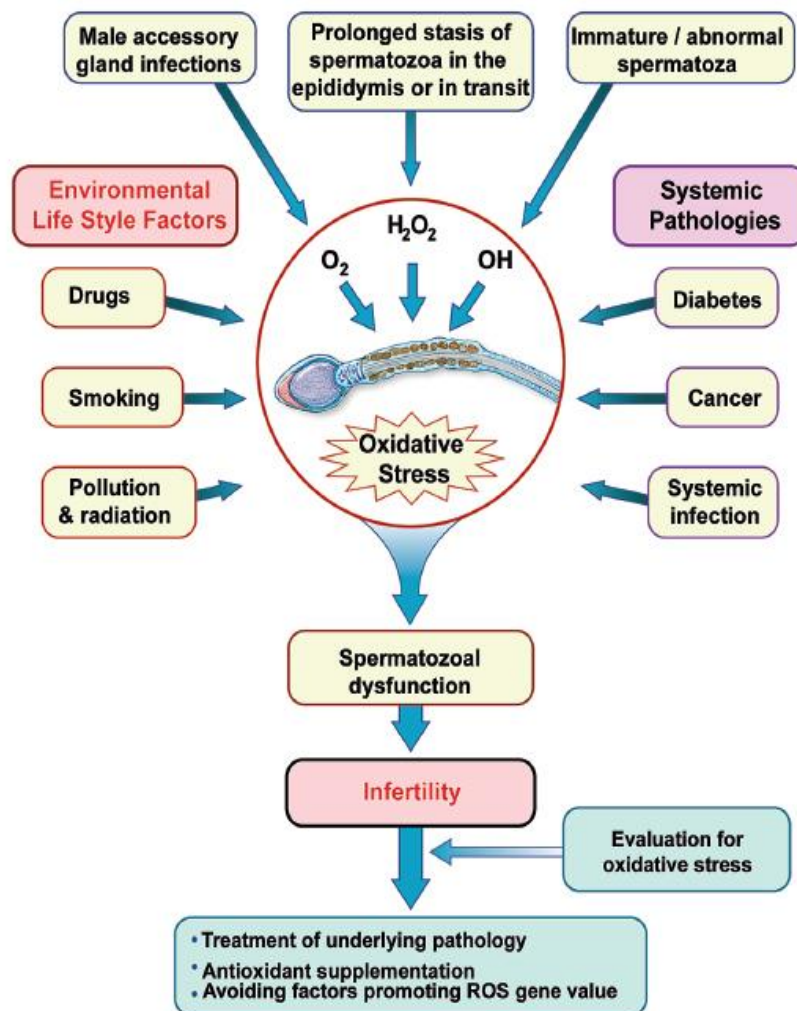 Male accessory
gland infections
Prolonged stasis of
spermatozoa in the
epididymis or in transit
Immature / abnormal
spermatoza
Environmental
Life Style Factors
Systemic
Pathologies
H₂O₂
O₂
OH
Drugs
Smoking
Pollution
& radiation
Diabetes
Cancer
Systemic
infection
Oxidative
Stress
Spermatozoal
dysfunction
Infertility
Evaluation for
oxidative stress
• Treatment of underlying pathology
• Antioxidant supplementation
• Avoiding factors promoting ROS gene value